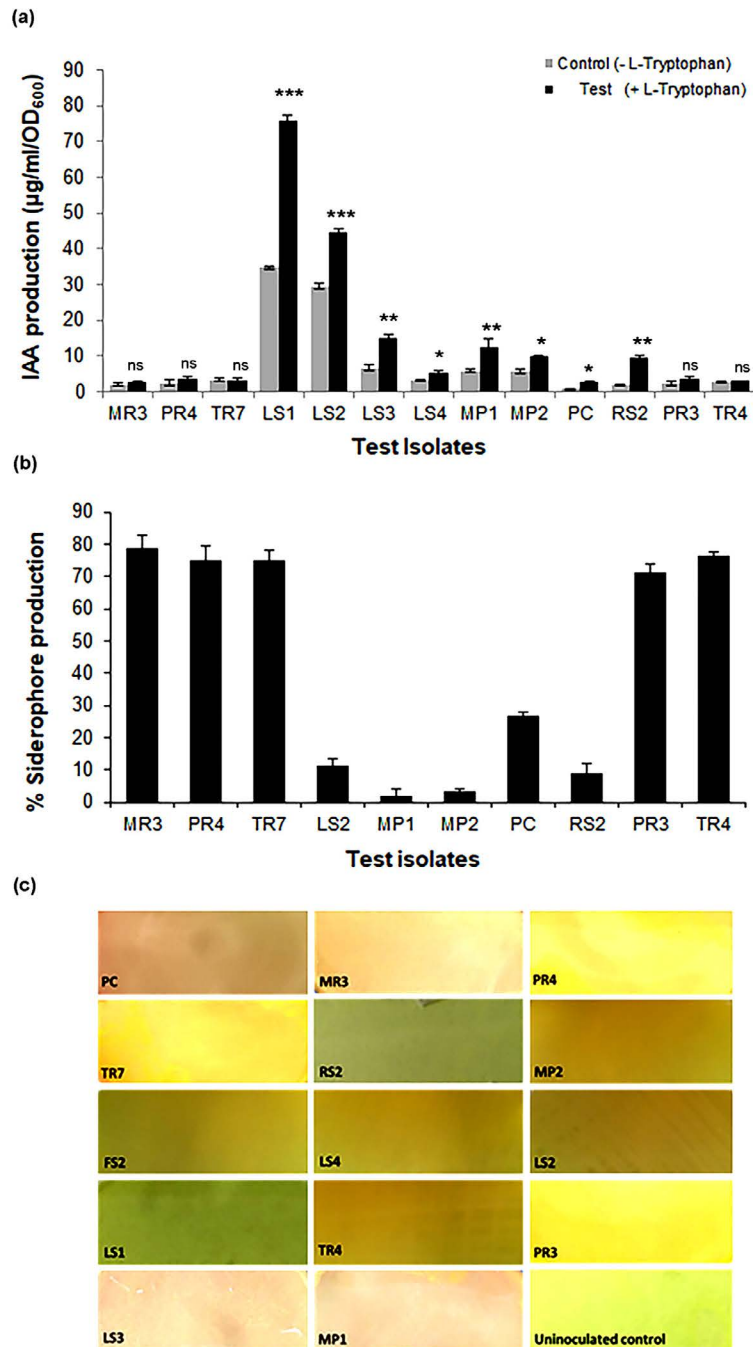 (a)
Control (- L-Tryptophan)
Test (+ L-Tryptophan)
IAA production (µg/ml/OD600)
90
80
70
60
50
40
30
20
10
0
ns
ns
ns
***
***
**
*
**
*
*
**
ns
ns
MR3 PR4 TR7 LS1 LS2 LS3 LS4 MP1 MP2 PC RS2 PR3 TR4
Test Isolates
(b)
% Siderophore production
90
80
70
60
50
40
30
20
10
0
MR3 PR4 TR7 LS2 MP1 MP2 PC RS2 PR3 TR4
Test isolates
(c)
PC
MR3
PR4
TR7
RS2
MP2
FS2
LS4
LS2
LS1
TR4
PR3
LS3
MP1
Uninoculated control